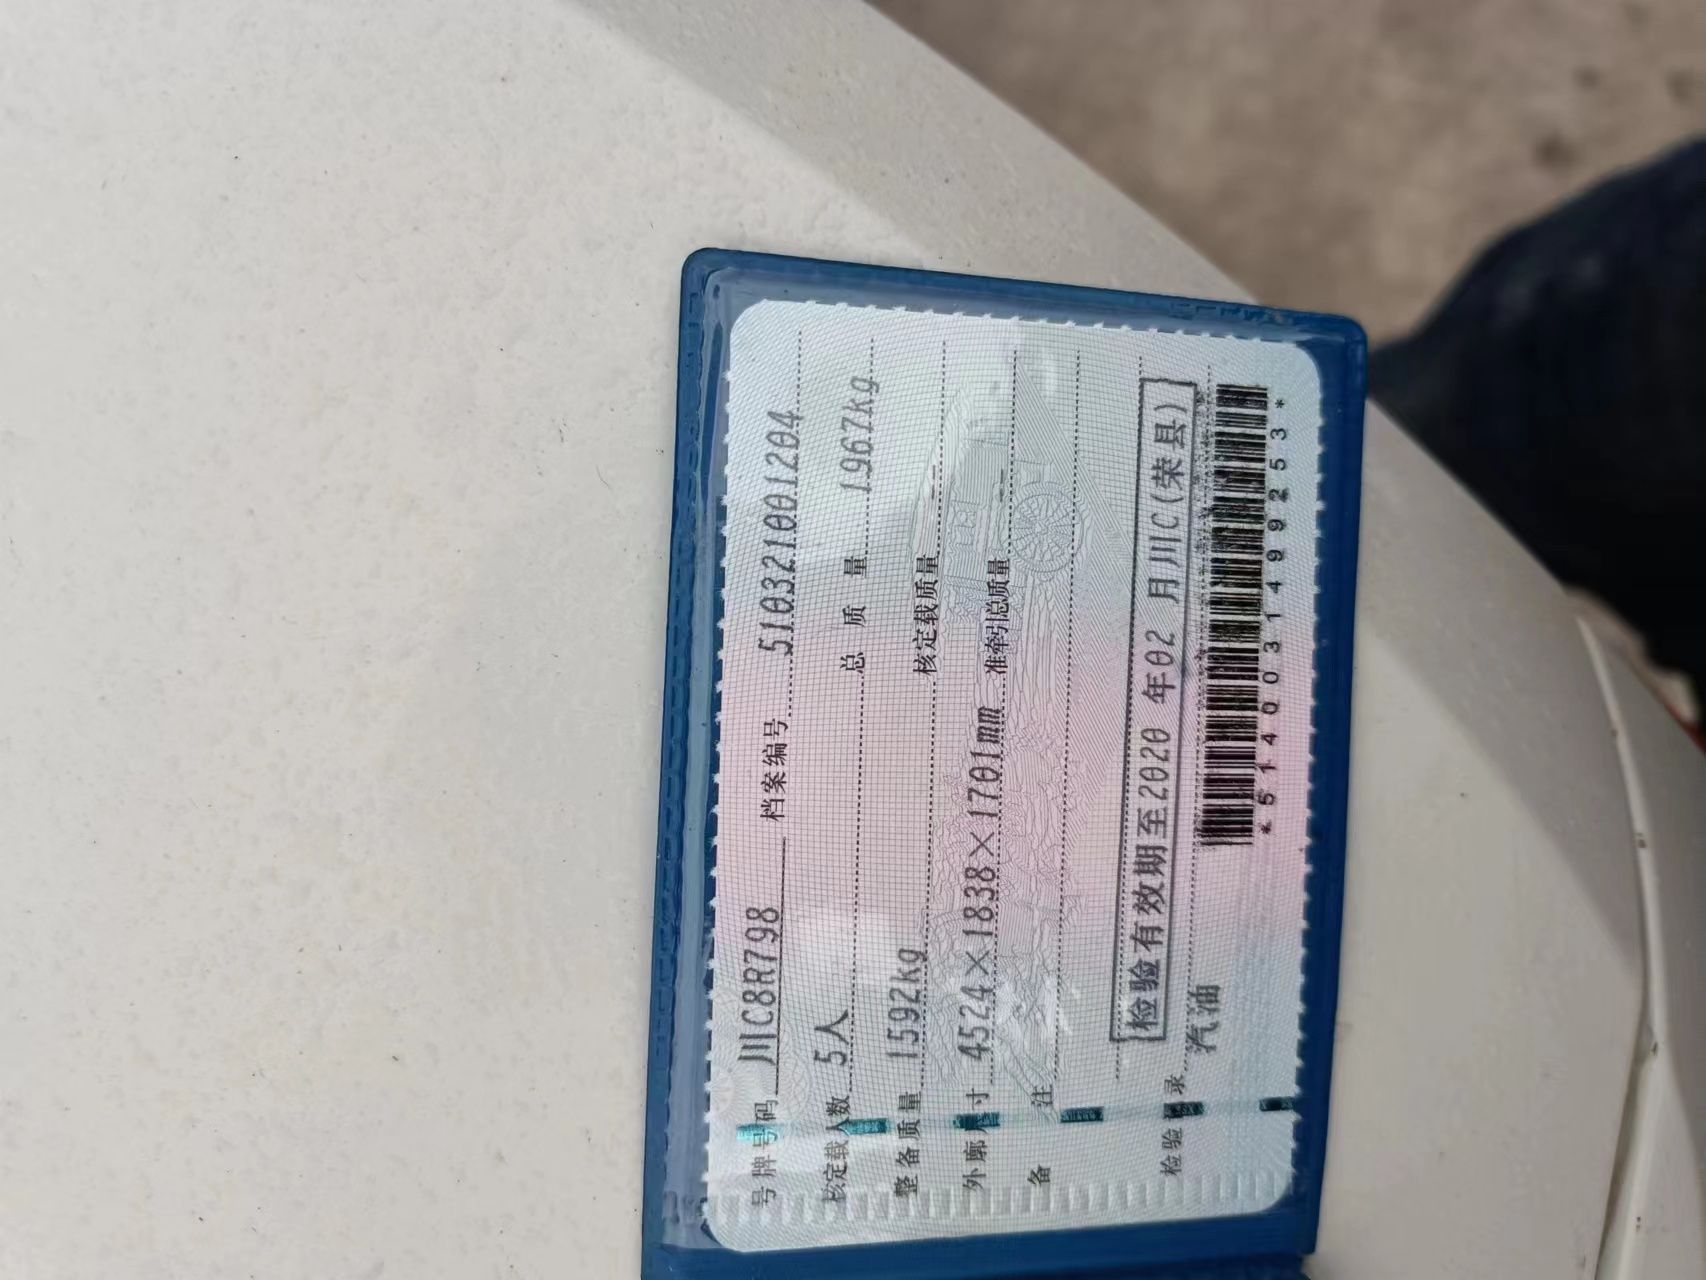 号牌号码 川C8R798 档案编号 510321001204
核定载人数 5人 总质量 1967kg
整备质量 1592kg 核定载质量 --
外廓尺寸 4524×1838×1701mm 准牵引总质量 --
备注
检验有效期至2020年02月川C(荣县)
检验记录 汽油
*5140031499253*